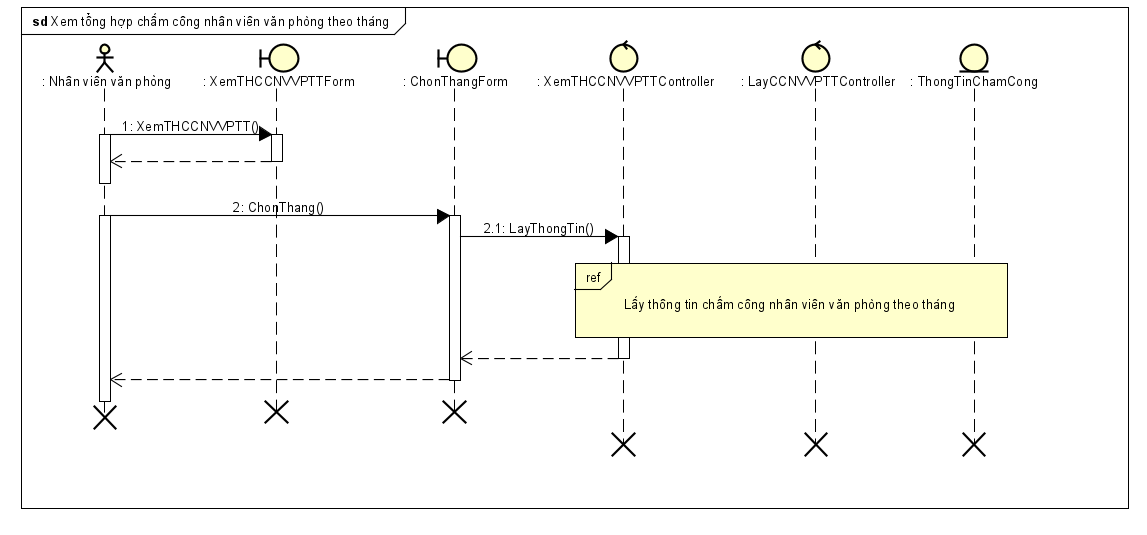 sd Xem tổng hợp chấm công nhân viên văn phòng theo tháng
: Nhân viên văn phòng
: XemTHCCNVVPTTForm
: ChonThangForm
: XemTHCCNVVPTTController
: LayCCNVVPTTController
: ThongTinChamCong
1: XemTHCCNVVPTT()
2: ChonThang()
2.1: LayThongTin()
ref
Lấy thông tin chấm công nhân viên văn phòng theo tháng